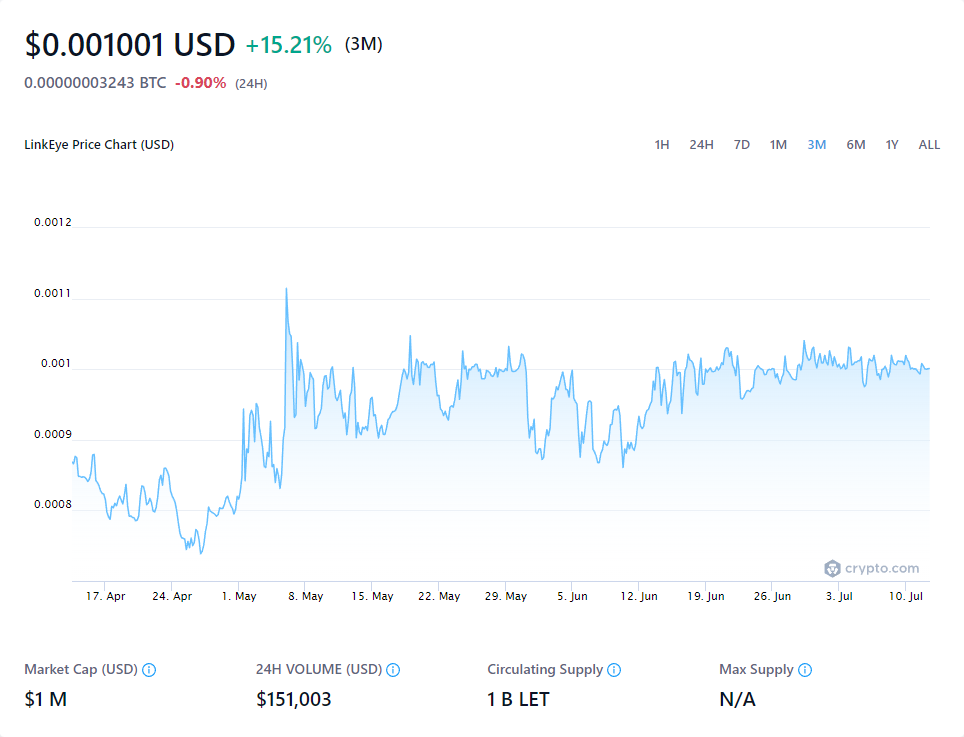 $0.001001 USD +15.21% (3M)
0.00000003243 BTC -0.90% (24H)
LinkEye Price Chart (USD) 1H 24H 7D 1M 3M 6M 1Y ALL
0.0012
0.0011
0.001
0.0009
0.0008
crypto.com
17. Apr 24. Apr 1. May 8. May 15. May 22. May 29. May 5. Jun 12. Jun 19. Jun 26. Jun 3. Jul 10. Jul
Market Cap (USD) 24H VOLUME (USD) Circulating Supply Max Supply
$1 M $151,003 1 B LET N/A